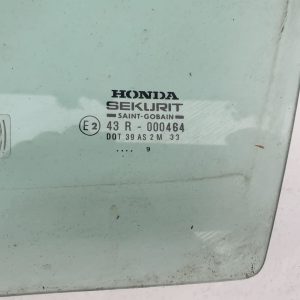 HONDA
SEKURIT
SAINT-GOBAIN
E2 43 R - 000464
DOT 39 AS 2 M 33
.... 9